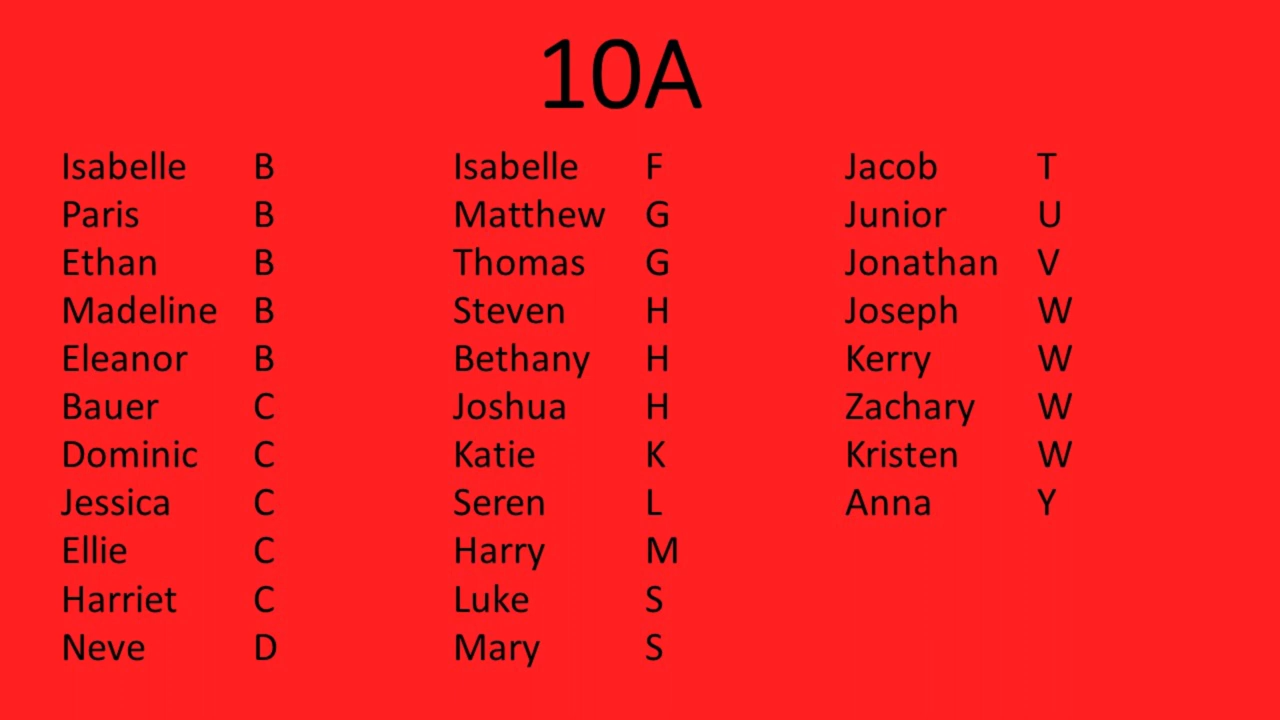 10A
Isabelle B
Paris B
Ethan B
Madeline B
Eleanor B
Bauer C
Dominic C
Jessica C
Ellie C
Harriet C
Neve D
Isabelle F
Matthew G
Thomas G
Steven H
Bethany H
Joshua H
Katie K
Seren L
Harry M
Luke S
Mary S
Jacob T
Junior U
Jonathan V
Joseph W
Kerry W
Zachary W
Kristen W
Anna Y